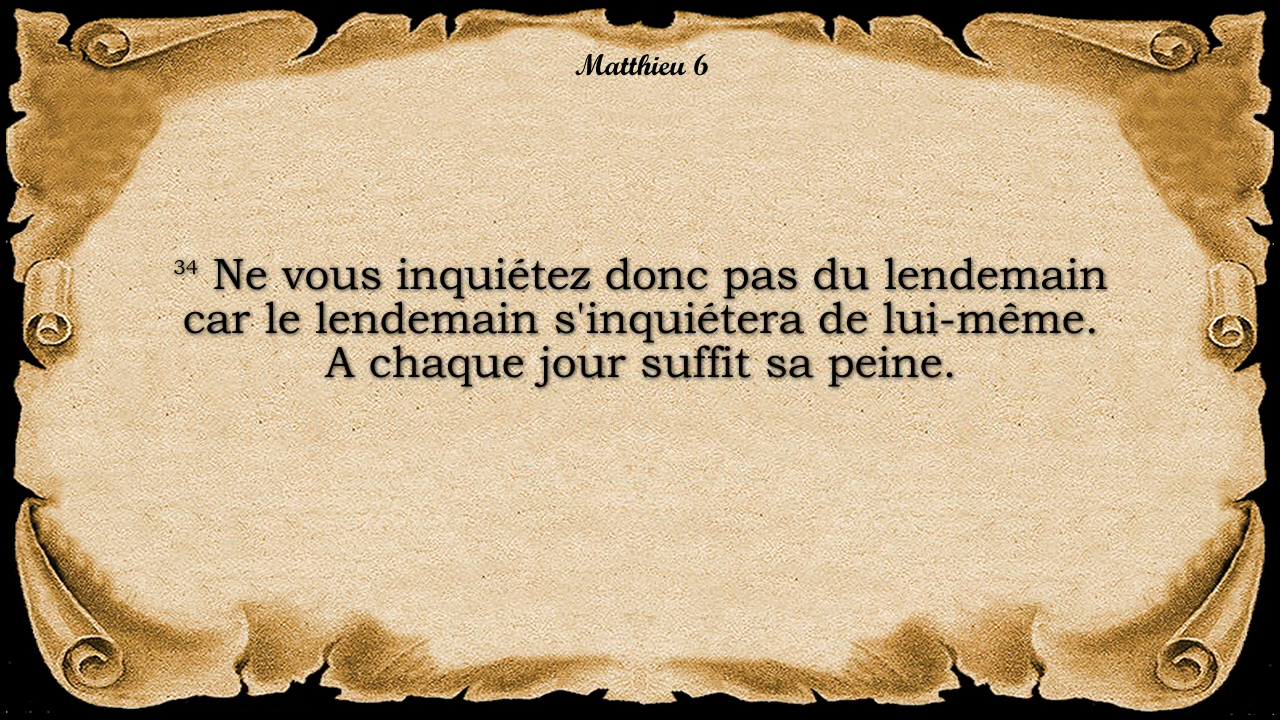 Matthieu 6
34 Ne vous inquiétez donc pas du lendemain
car le lendemain s'inquiétera de lui-même.
A chaque jour suffit sa peine.